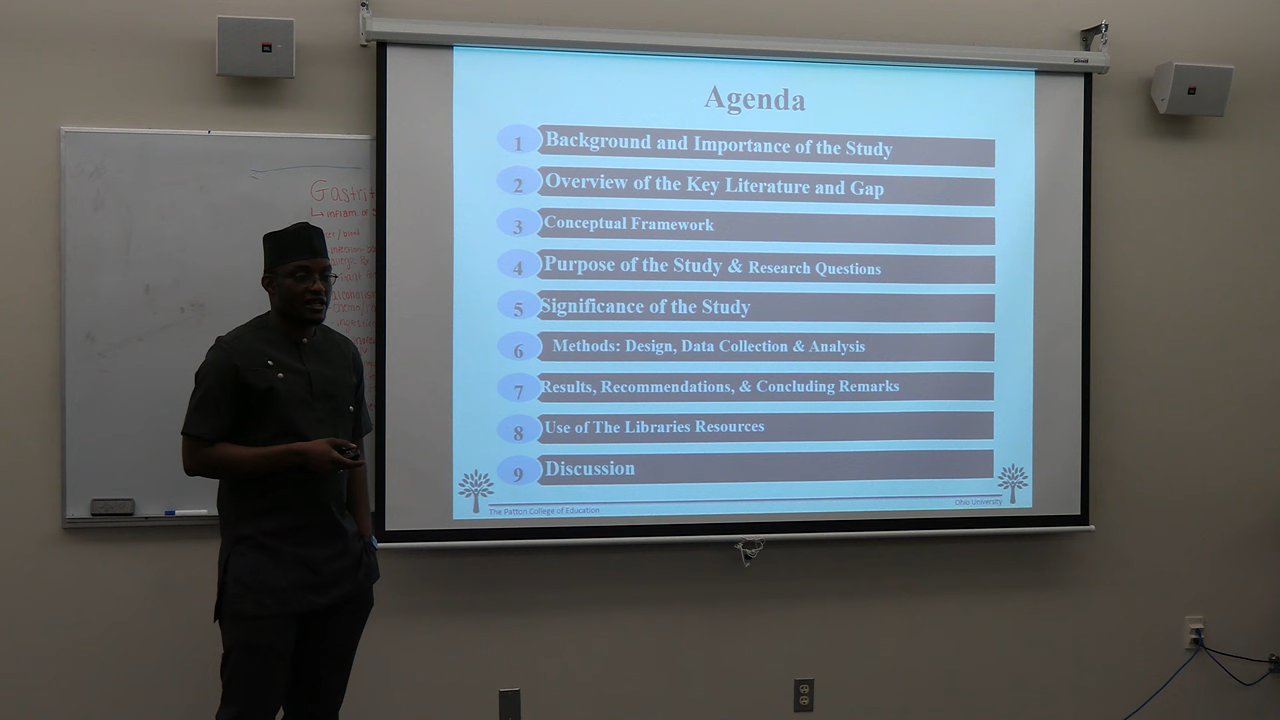 Agenda
1 Background and Importance of the Study
2 Overview of the Key Literature and Gap
3 Conceptual Framework
4 Purpose of the Study & Research Questions
5 Significance of the Study
6 Methods: Design, Data Collection & Analysis
7 Results, Recommendations, & Concluding Remarks
8 Use of The Libraries Resources
9 Discussion
The Patton College of Education
Ohio University
Gastrit
inflam of